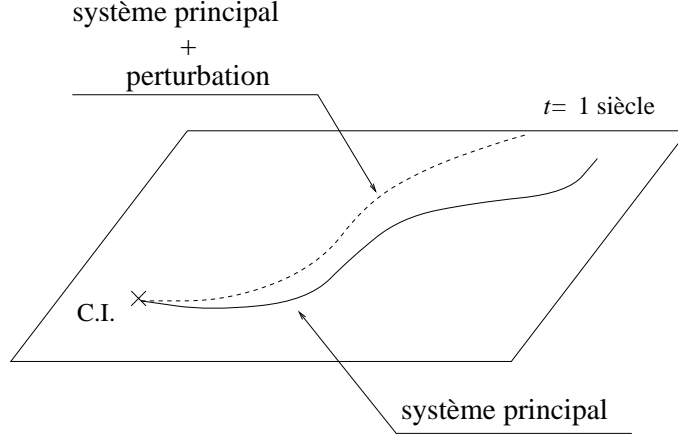 système principal
+
perturbation
t= 1 siècle
C.I.
système principal